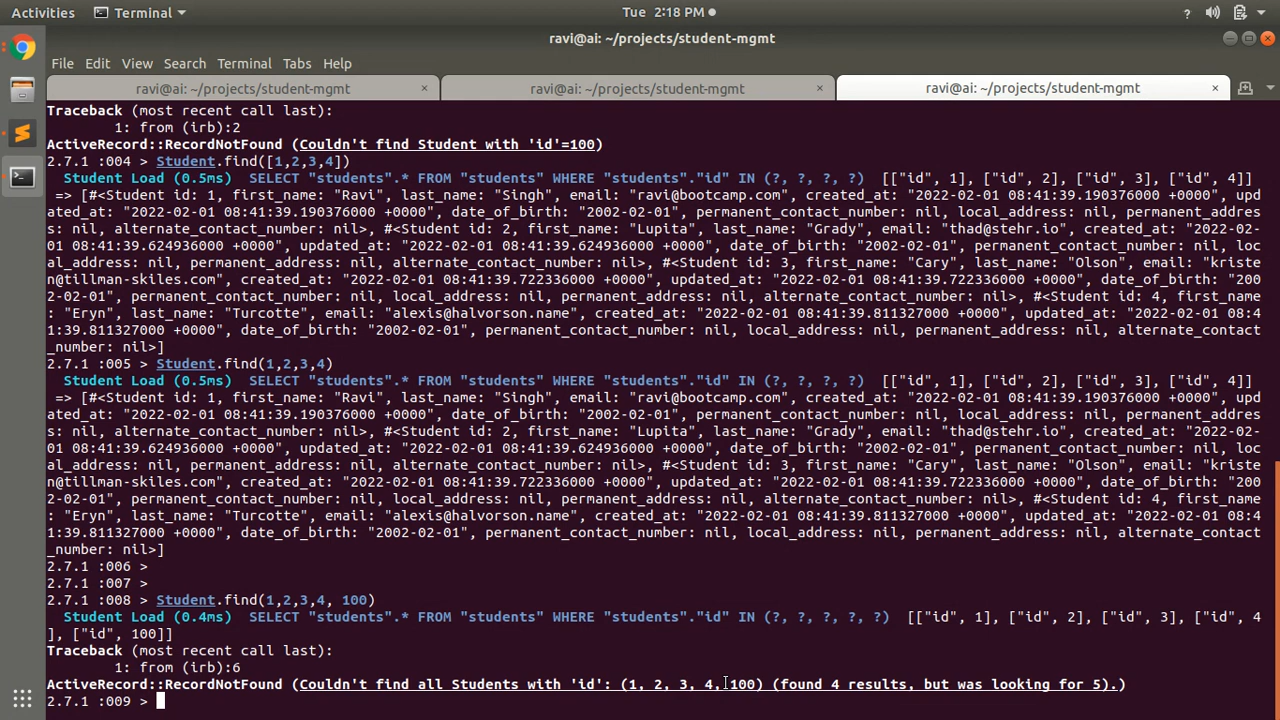 Activities Terminal Tue 2:18 PM ?
ravi@ai: ~/projects/student-mgmt
File Edit View Search Terminal Tabs Help
ravi@ai: ~/projects/student-mgmt × ravi@ai: ~/projects/student-mgmt × ravi@ai: ~/projects/student-mgmt ×
Traceback (most recent call last):
1: from (irb):2
ActiveRecord::RecordNotFound (Couldn't find Student with 'id'=100)
2.7.1 :004 > Student.find([1,2,3,4])
Student Load (0.5ms) SELECT "students".* FROM "students" WHERE "students"."id" IN (?, ?, ?, ?) [["id", 1], ["id", 2], ["id", 3], ["id", 4]]
=> [#<Student id: 1, first_name: "Ravi", last_name: "Singh", email: "ravi@bootcamp.com", created_at: "2022-02-01 08:41:39.190376000 +0000", upd
ated_at: "2022-02-01 08:41:39.190376000 +0000", date_of_birth: "2002-02-01", permanent_contact_number: nil, local_address: nil, permanent_addres
s: nil, alternate_contact_number: nil>, #<Student id: 2, first_name: "Lupita", last_name: "Grady", email: "thad@stehr.io", created_at: "2022-02-
01 08:41:39.624936000 +0000", updated_at: "2022-02-01 08:41:39.624936000 +0000", date_of_birth: "2002-02-01", permanent_contact_number: nil, loc
al_address: nil, permanent_address: nil, alternate_contact_number: nil>, #<Student id: 3, first_name: "Cary", last_name: "Olson", email: "kriste
n@tillman-skiles.com", created_at: "2022-02-01 08:41:39.722336000 +0000", updated_at: "2022-02-01 08:41:39.722336000 +0000", date_of_birth: "200
2-02-01", permanent_contact_number: nil, local_address: nil, permanent_address: nil, alternate_contact_number: nil>, #<Student id: 4, first_name
: "Eryn", last_name: "Turcotte", email: "alexis@halvorson.name", created_at: "2022-02-01 08:41:39.811327000 +0000", updated_at: "2022-02-01 08:4
1:39.811327000 +0000", date_of_birth: "2002-02-01", permanent_contact_number: nil, local_address: nil, permanent_address: nil, alternate_contact
_number: nil>]
2.7.1 :005 > Student.find(1,2,3,4)
Student Load (0.5ms) SELECT "students".* FROM "students" WHERE "students"."id" IN (?, ?, ?, ?) [["id", 1], ["id", 2], ["id", 3], ["id", 4]]
=> [#<Student id: 1, first_name: "Ravi", last_name: "Singh", email: "ravi@bootcamp.com", created_at: "2022-02-01 08:41:39.190376000 +0000", upd
ated_at: "2022-02-01 08:41:39.190376000 +0000", date_of_birth: "2002-02-01", permanent_contact_number: nil, local_address: nil, permanent_addres
s: nil, alternate_contact_number: nil>, #<Student id: 2, first_name: "Lupita", last_name: "Grady", email: "thad@stehr.io", created_at: "2022-02-
01 08:41:39.624936000 +0000", updated_at: "2022-02-01 08:41:39.624936000 +0000", date_of_birth: "2002-02-01", permanent_contact_number: nil, loc
al_address: nil, permanent_address: nil, alternate_contact_number: nil>, #<Student id: 3, first_name: "Cary", last_name: "Olson", email: "kriste
n@tillman-skiles.com", created_at: "2022-02-01 08:41:39.722336000 +0000", updated_at: "2022-02-01 08:41:39.722336000 +0000", date_of_birth: "200
2-02-01", permanent_contact_number: nil, local_address: nil, permanent_address: nil, alternate_contact_number: nil>, #<Student id: 4, first_name
: "Eryn", last_name: "Turcotte", email: "alexis@halvorson.name", created_at: "2022-02-01 08:41:39.811327000 +0000", updated_at: "2022-02-01 08:4
1:39.811327000 +0000", date_of_birth: "2002-02-01", permanent_contact_number: nil, local_address: nil, permanent_address: nil, alternate_contact
_number: nil>]
2.7.1 :006 >
2.7.1 :007 >
2.7.1 :008 > Student.find(1,2,3,4, 100)
Student Load (0.4ms) SELECT "students".* FROM "students" WHERE "students"."id" IN (?, ?, ?, ?, ?) [["id", 1], ["id", 2], ["id", 3], ["id", 4
], ["id", 100]]
Traceback (most recent call last):
1: from (irb):6
ActiveRecord::RecordNotFound (Couldn't find all Students with 'id': (1, 2, 3, 4, 100) (found 4 results, but was looking for 5).)
2.7.1 :009 >